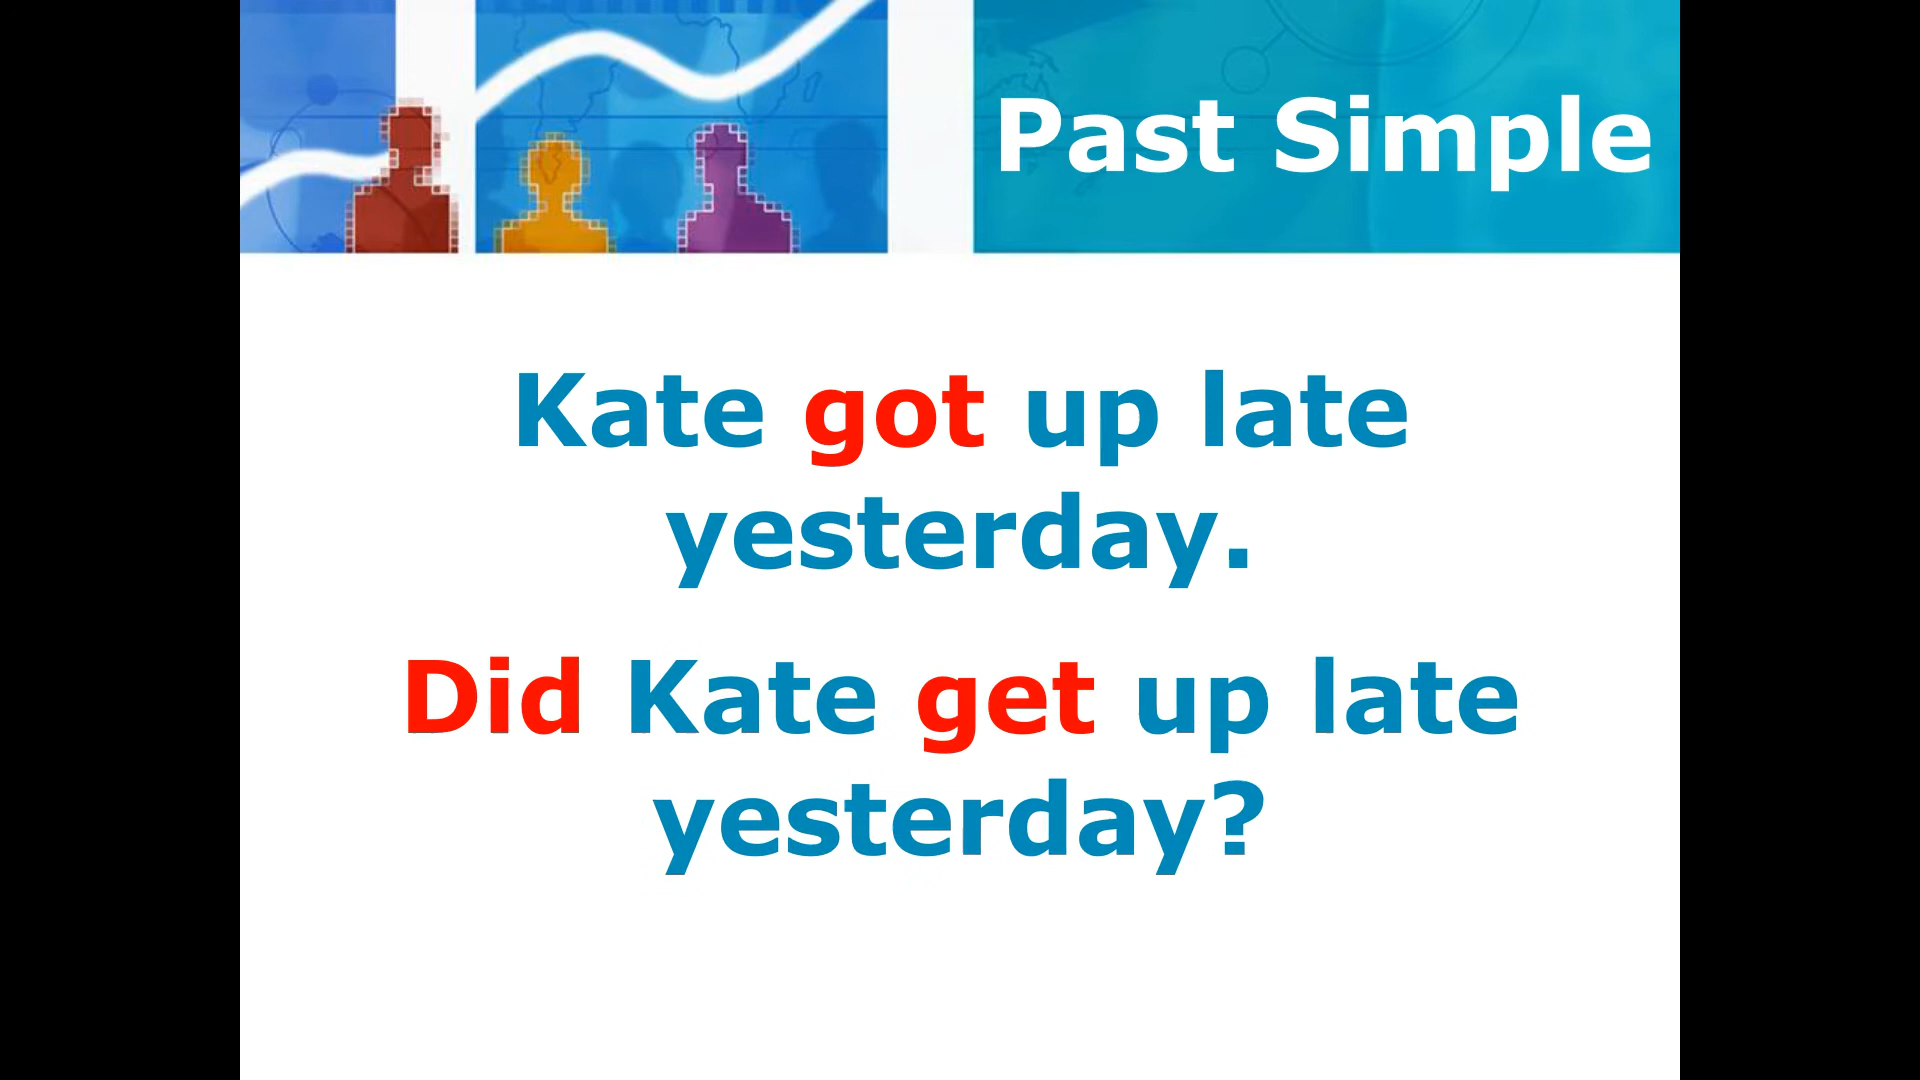 Past Simple
Kate got up late
yesterday.
Did Kate get up late
yesterday?